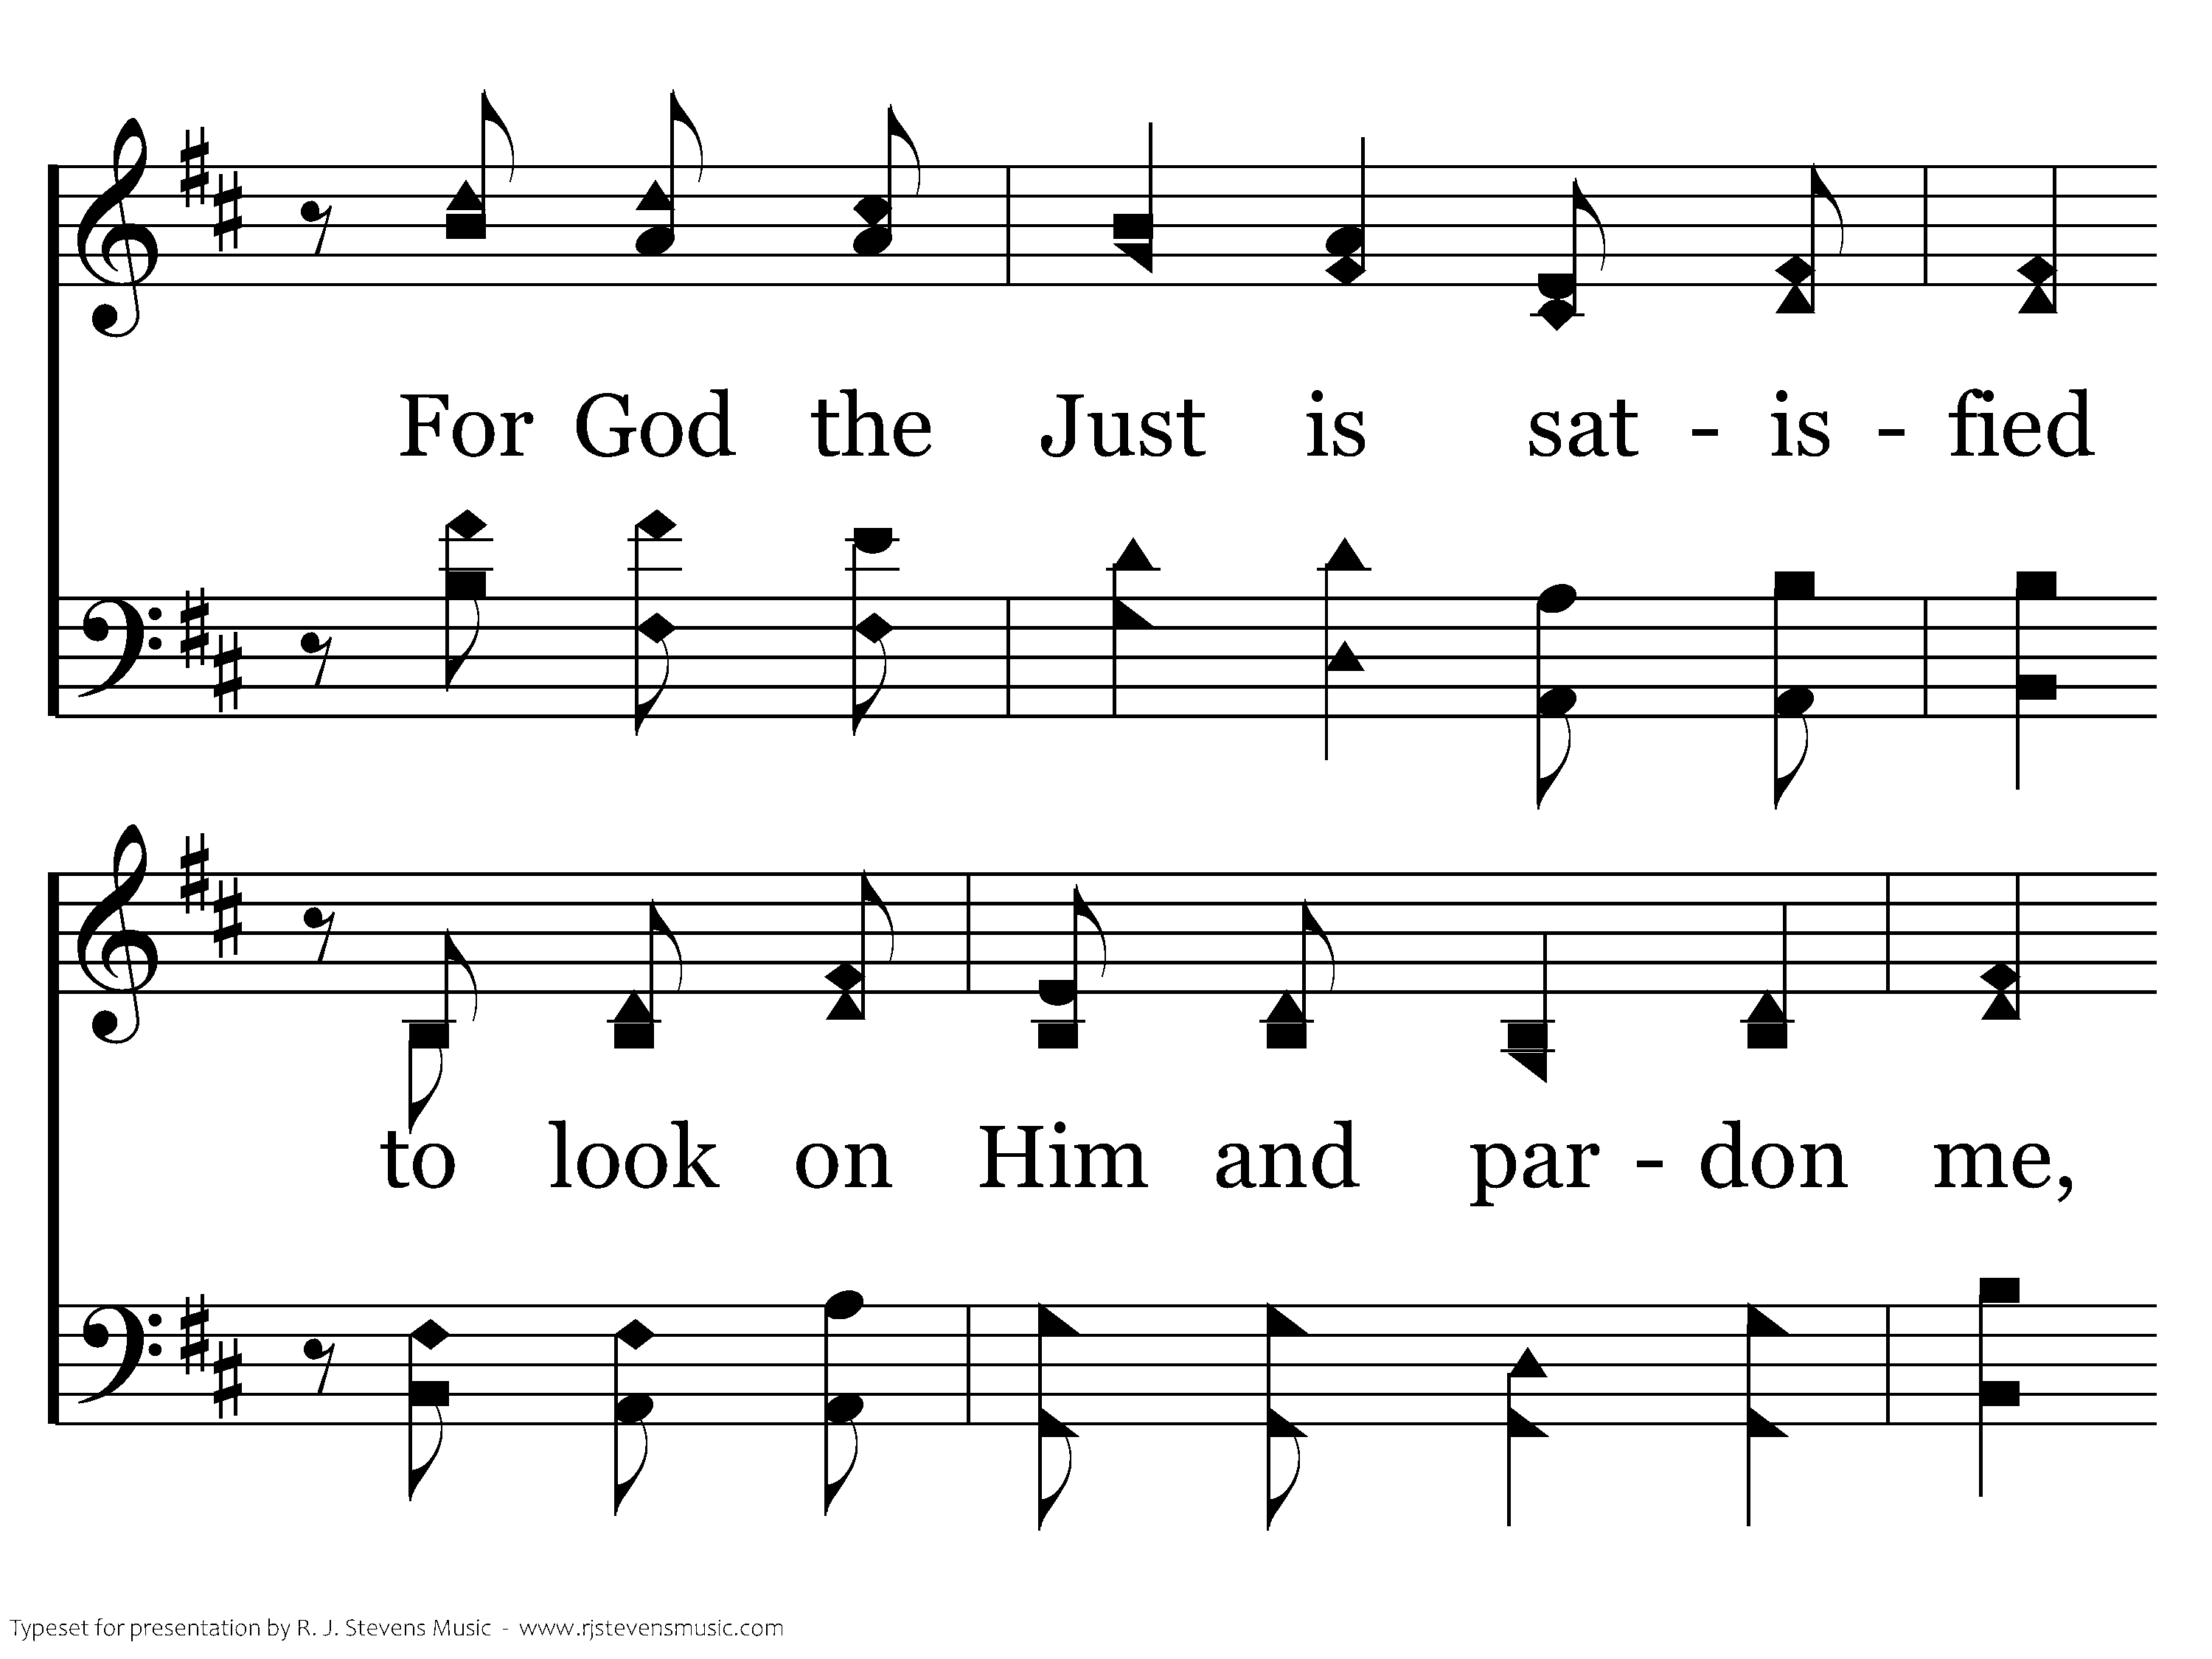 For God the Just is sat - is - fied
to look on Him and par - don me,
Typeset for presentation by R. J. Stevens Music - www.rjstevensmusic.com